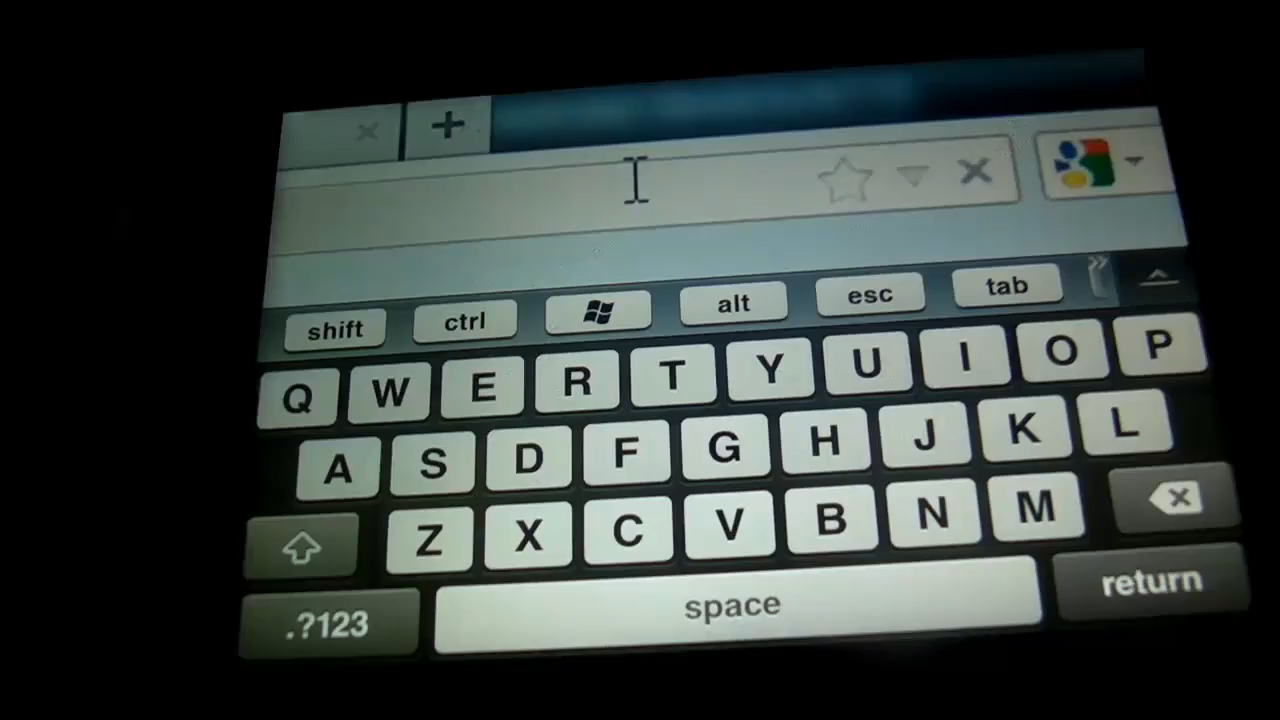 shift ctrl alt esc tab
Q W E R T Y U I O P
A S D F G H J K L
Z X C V B N M
.?123 space return